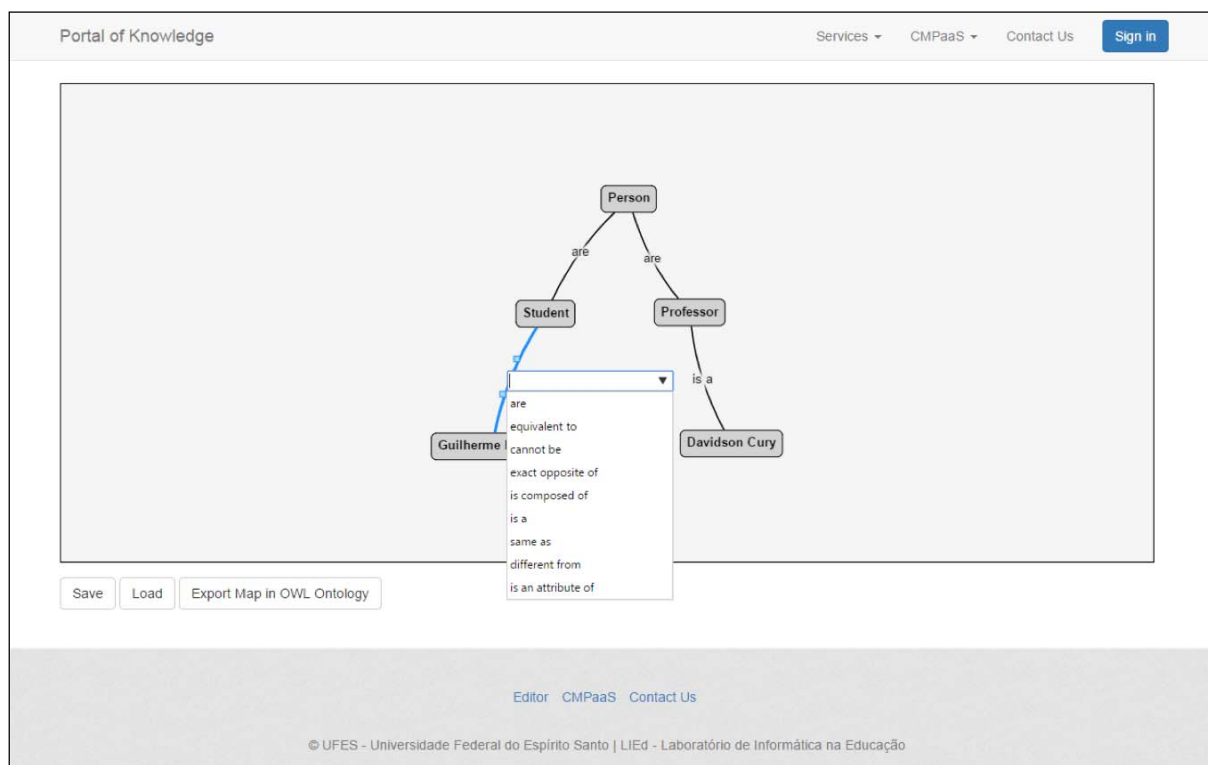 Portal of Knowledge Services CMPaaS Contact Us Sign in
Person
are
are
Student
Professor
is a
are
equivalent to
Guilherme
Davidson Cury
cannot be
exact opposite of
is composed of
is a
same as
different from
is an attribute of
Save Load Export Map in OWL Ontology
Editor CMPaaS Contact Us
© UFES - Universidade Federal do Espírito Santo | LIEd - Laboratório de Informática na Educação